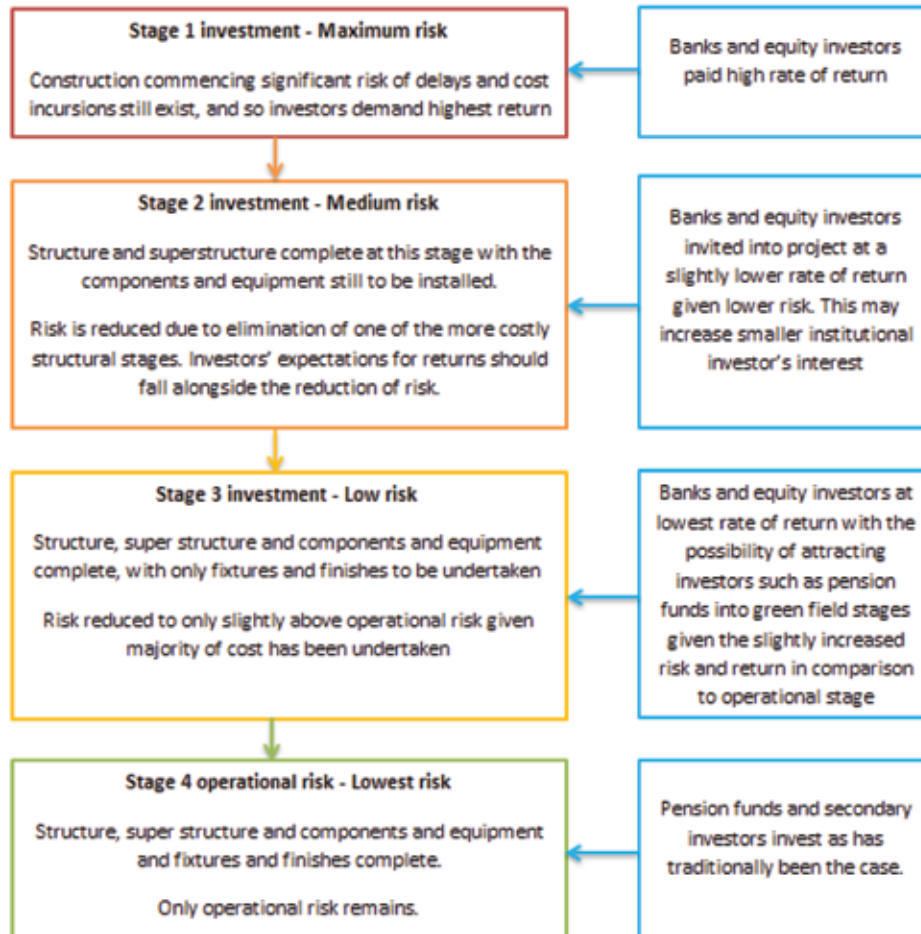 Stage 1 investment - Maximum risk
Construction commencing significant risk of delays and cost
incursions still exist, and so investors demand highest return
Banks and equity investors
paid high rate of return
Stage 2 investment - Medium risk
Structure and superstructure complete at this stage with the
components and equipment still to be installed.
Risk is reduced due to elimination of one of the more costly
structural stages. Investors' expectations for returns should
fall alongside the reduction of risk.
Banks and equity investors
invited into project at a
slightly lower rate of return
given lower risk. This may
increase smaller institutional
investor's interest
Stage 3 investment - Low risk
Structure, super structure and components and equipment
complete, with only fixtures and finishes to be undertaken
Risk reduced to only slightly above operational risk given
majority of cost has been undertaken
Banks and equity investors at
lowest rate of return with the
possibility of attracting
investors such as pension
funds into green field stages
given the slightly increased
risk and return in comparison
to operational stage
Stage 4 operational risk - Lowest risk
Structure, super structure and components and equipment
and fixtures and finishes complete.
Only operational risk remains.
Pension funds and secondary
investors invest as has
traditionally been the case.